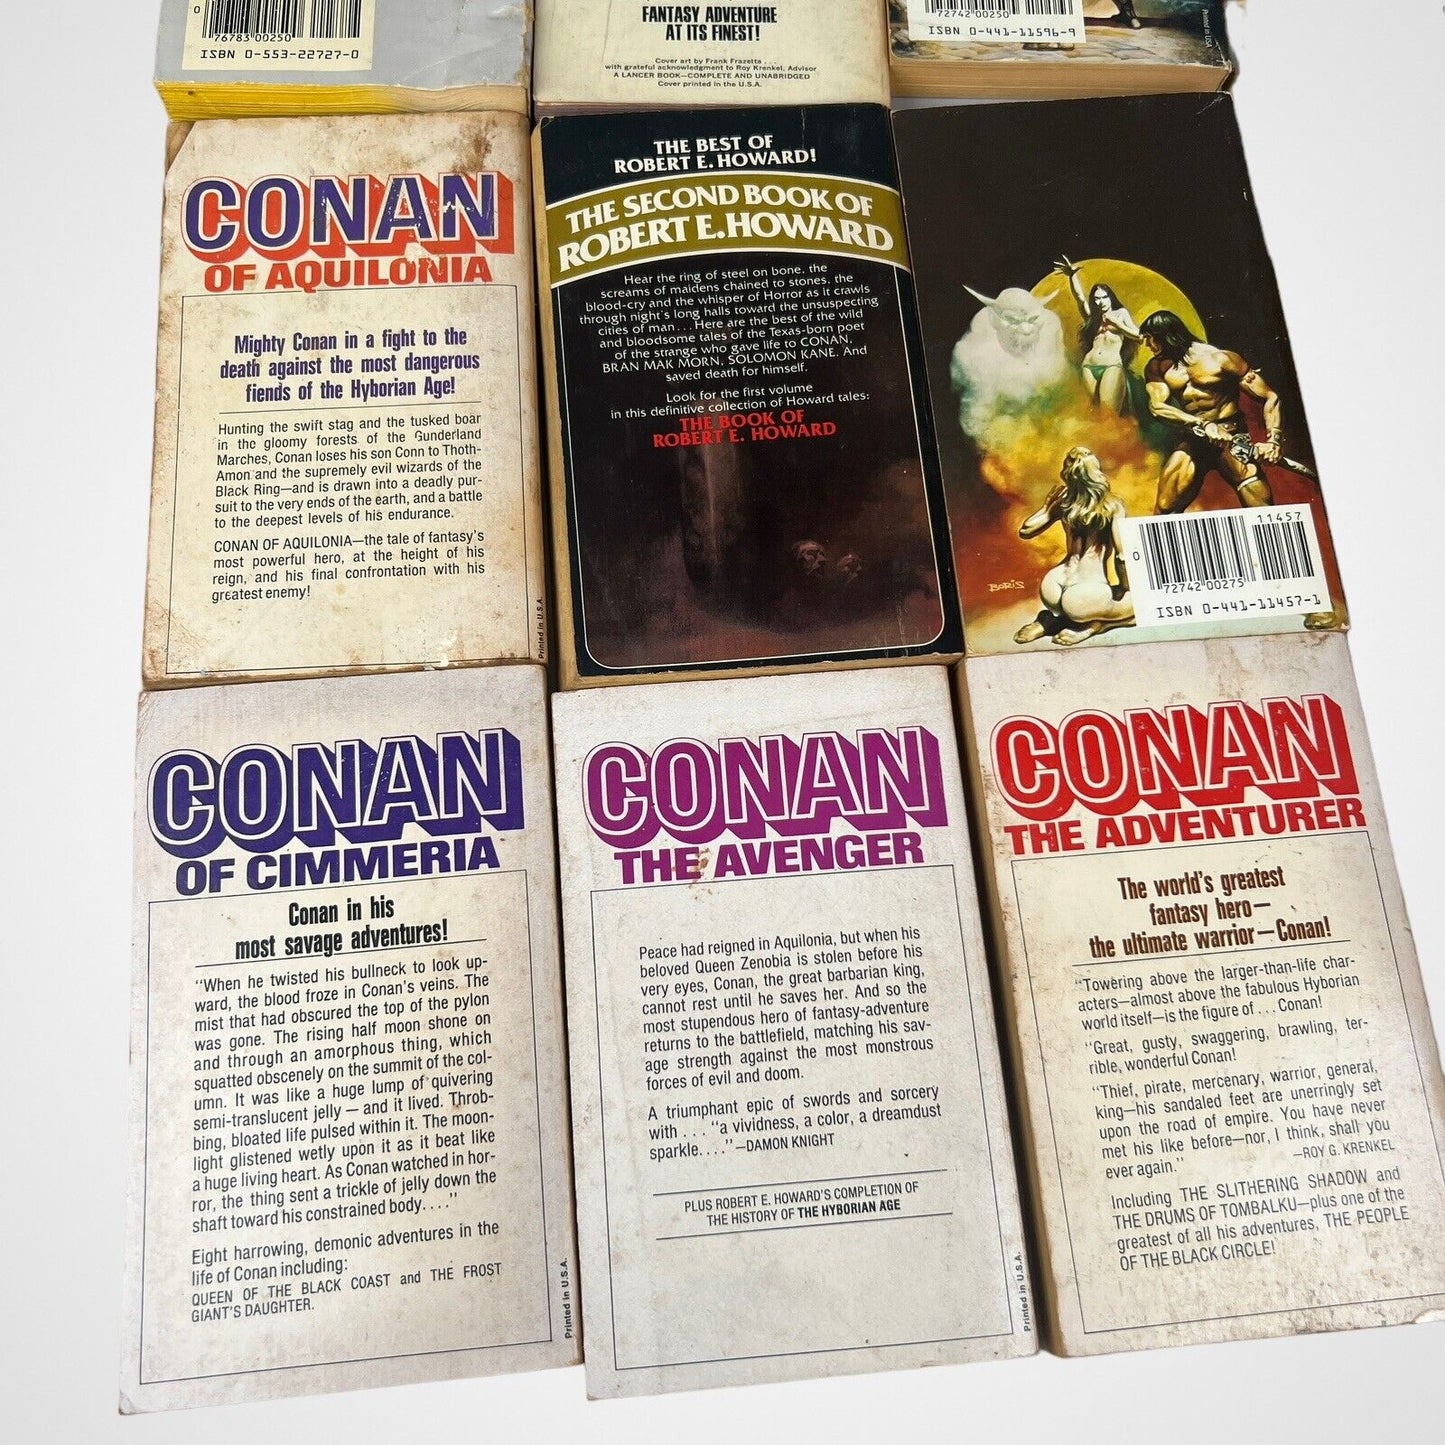 0
76783 00250
ISBN 0-553-22727-0
FANTASY ADVENTURE
AT ITS FINEST!
Cover art by Frank Frazetta . . .
with grateful acknowledgment to Roy Krenkel, Advisor
A LANCER BOOK—COMPLETE AND UNABRIDGED
Cover printed in the U.S.A.
72742 00250
ISBN 0-441-11596-9
Printed in USA
CONAN
OF AQUILONIA
Mighty Conan in a fight to the
death against the most dangerous
fiends of the Hyborian Age!
Hunting the swift stag and the tusked boar
in the gloomy forests of the Gunderland
Marches, Conan loses his son Conn to Thoth-
Amon and the supremely evil wizards of the
Black Ring—and is drawn into a deadly pur-
suit to the very ends of the earth, and a battle
to the deepest levels of his endurance.
CONAN OF AQUILONIA—the tale of fantasy's
most powerful hero, at the height of his
reign, and his final confrontation with his
greatest enemy!
Printed in U.S.A.
THE BEST OF
ROBERT E. HOWARD!
THE SECOND BOOK OF
ROBERT E. HOWARD
Hear the ring of steel on bone, the
screams of maidens chained to stones, the
blood-cry and the whisper of Horror as it crawls
through night's long halls toward the unsuspecting
cities of man . . . Here are the best of the wild
and bloodsome tales of the Texas-born poet
of the strange who gave life to CONAN,
BRAN MAK MORN, SOLOMON KANE. And
saved death for himself.
Look for the first volume
in this definitive collection of Howard tales:
THE BOOK OF
ROBERT E. HOWARD
BORIS
11457
0
72742 00275
ISBN 0-441-11457-1
CONAN
OF CIMMERIA
Conan in his
most savage adventures!
"When he twisted his bullneck to look up-
ward, the blood froze in Conan's veins. The
mist that had obscured the top of the pylon
was gone. The rising half moon shone on
and through an amorphous thing, which
squatted obscenely on the summit of the col-
umn. It was like a huge lump of quivering
semi-translucent jelly — and it lived. Throb-
bing, bloated life pulsed within it. The moon-
light glistened wetly upon it as it beat like
a huge living heart. As Conan watched in hor-
ror, the thing sent a trickle of jelly down the
shaft toward his constrained body. . . ."
Eight harrowing, demonic adventures in the
life of Conan including:
QUEEN OF THE BLACK COAST and THE FROST
GIANT'S DAUGHTER.
Printed in U.S.A.
CONAN
THE AVENGER
Peace had reigned in Aquilonia, but when his
beloved Queen Zenobia is stolen before his
very eyes, Conan, the great barbarian king,
cannot rest until he saves her. And so the
most stupendous hero of fantasy-adventure
returns to the battlefield, matching his sav-
age strength against the most monstrous
forces of evil and doom.
A triumphant epic of swords and sorcery
with . . . "a vividness, a color, a dreamdust
sparkle. . . ."—DAMON KNIGHT
PLUS ROBERT E. HOWARD'S COMPLETION OF
THE HISTORY OF THE HYBORIAN AGE
Printed in U.S.A.
CONAN
THE ADVENTURER
The world's greatest
fantasy hero—
the ultimate warrior—Conan!
"Towering above the larger-than-life char-
acters—almost above the fabulous Hyborian
world itself—is the figure of . . . Conan!
"Great, gusty, swaggering, brawling, ter-
rible, wonderful Conan!
"Thief, pirate, mercenary, warrior, general,
king—his sandaled feet are unerringly set
upon the road of empire. You have never
met his like before—nor, I think, shall you
ever again."
—ROY G. KRENKEL
Including THE SLITHERING SHADOW and
THE DRUMS OF TOMBALKU—plus one of the
greatest of all his adventures, THE PEOPLE
OF THE BLACK CIRCLE!